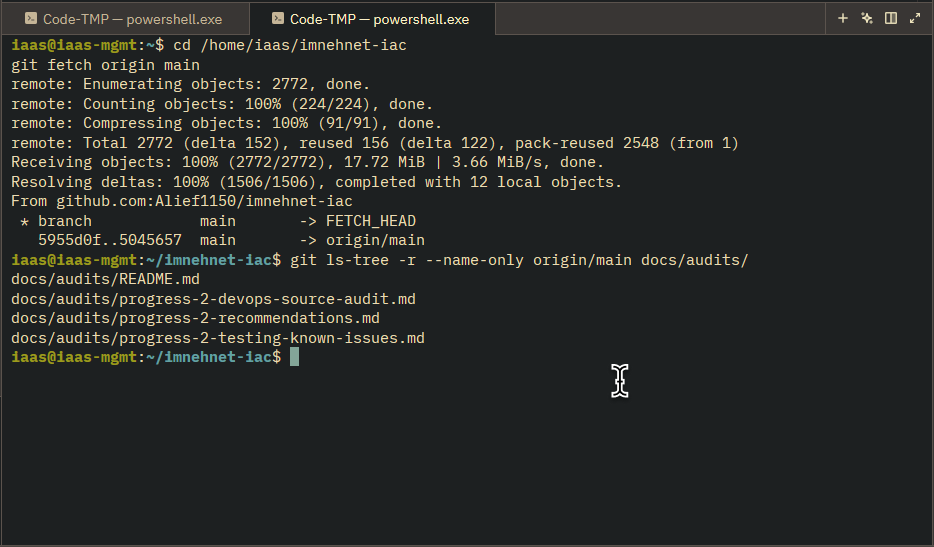 Code-TMP — powershell.exe
Code-TMP — powershell.exe
iaas@iaas-mgmt:~$ cd /home/iaas/imnehnet-iac
git fetch origin main
remote: Enumerating objects: 2772, done.
remote: Counting objects: 100% (224/224), done.
remote: Compressing objects: 100% (91/91), done.
remote: Total 2772 (delta 152), reused 156 (delta 122), pack-reused 2548 (from 1)
Receiving objects: 100% (2772/2772), 17.72 MiB | 3.66 MiB/s, done.
Resolving deltas: 100% (1506/1506), completed with 12 local objects.
From github.com:Alief1150/imnehnet-iac
 * branch            main       -> FETCH_HEAD
   5955d0f..5045657  main       -> origin/main
iaas@iaas-mgmt:~/imnehnet-iac$ git ls-tree -r --name-only origin/main docs/audits/
docs/audits/README.md
docs/audits/progress-2-devops-source-audit.md
docs/audits/progress-2-recommendations.md
docs/audits/progress-2-testing-known-issues.md
iaas@iaas-mgmt:~/imnehnet-iac$